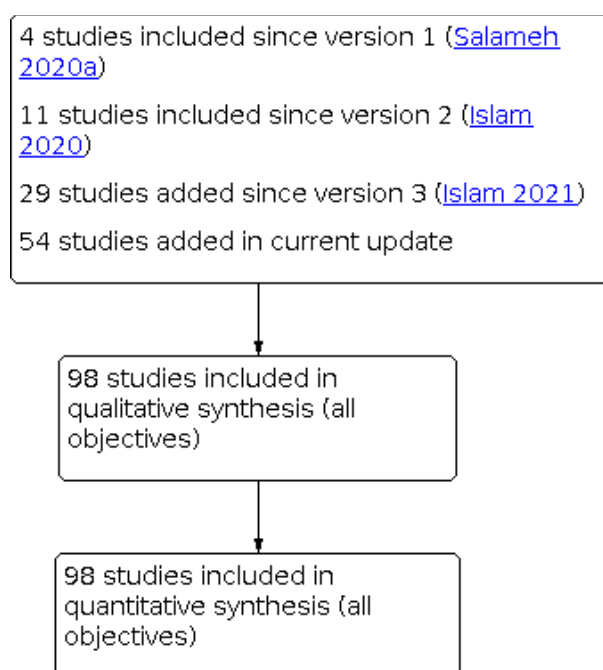 4 studies included since version 1 (Salameh
2020a)
11 studies included since version 2 (Islam
2020)
29 studies added since version 3 (Islam 2021)
54 studies added in current update
98 studies included in
qualitative synthesis (all
objectives)
98 studies included in
quantitative synthesis (all
objectives)